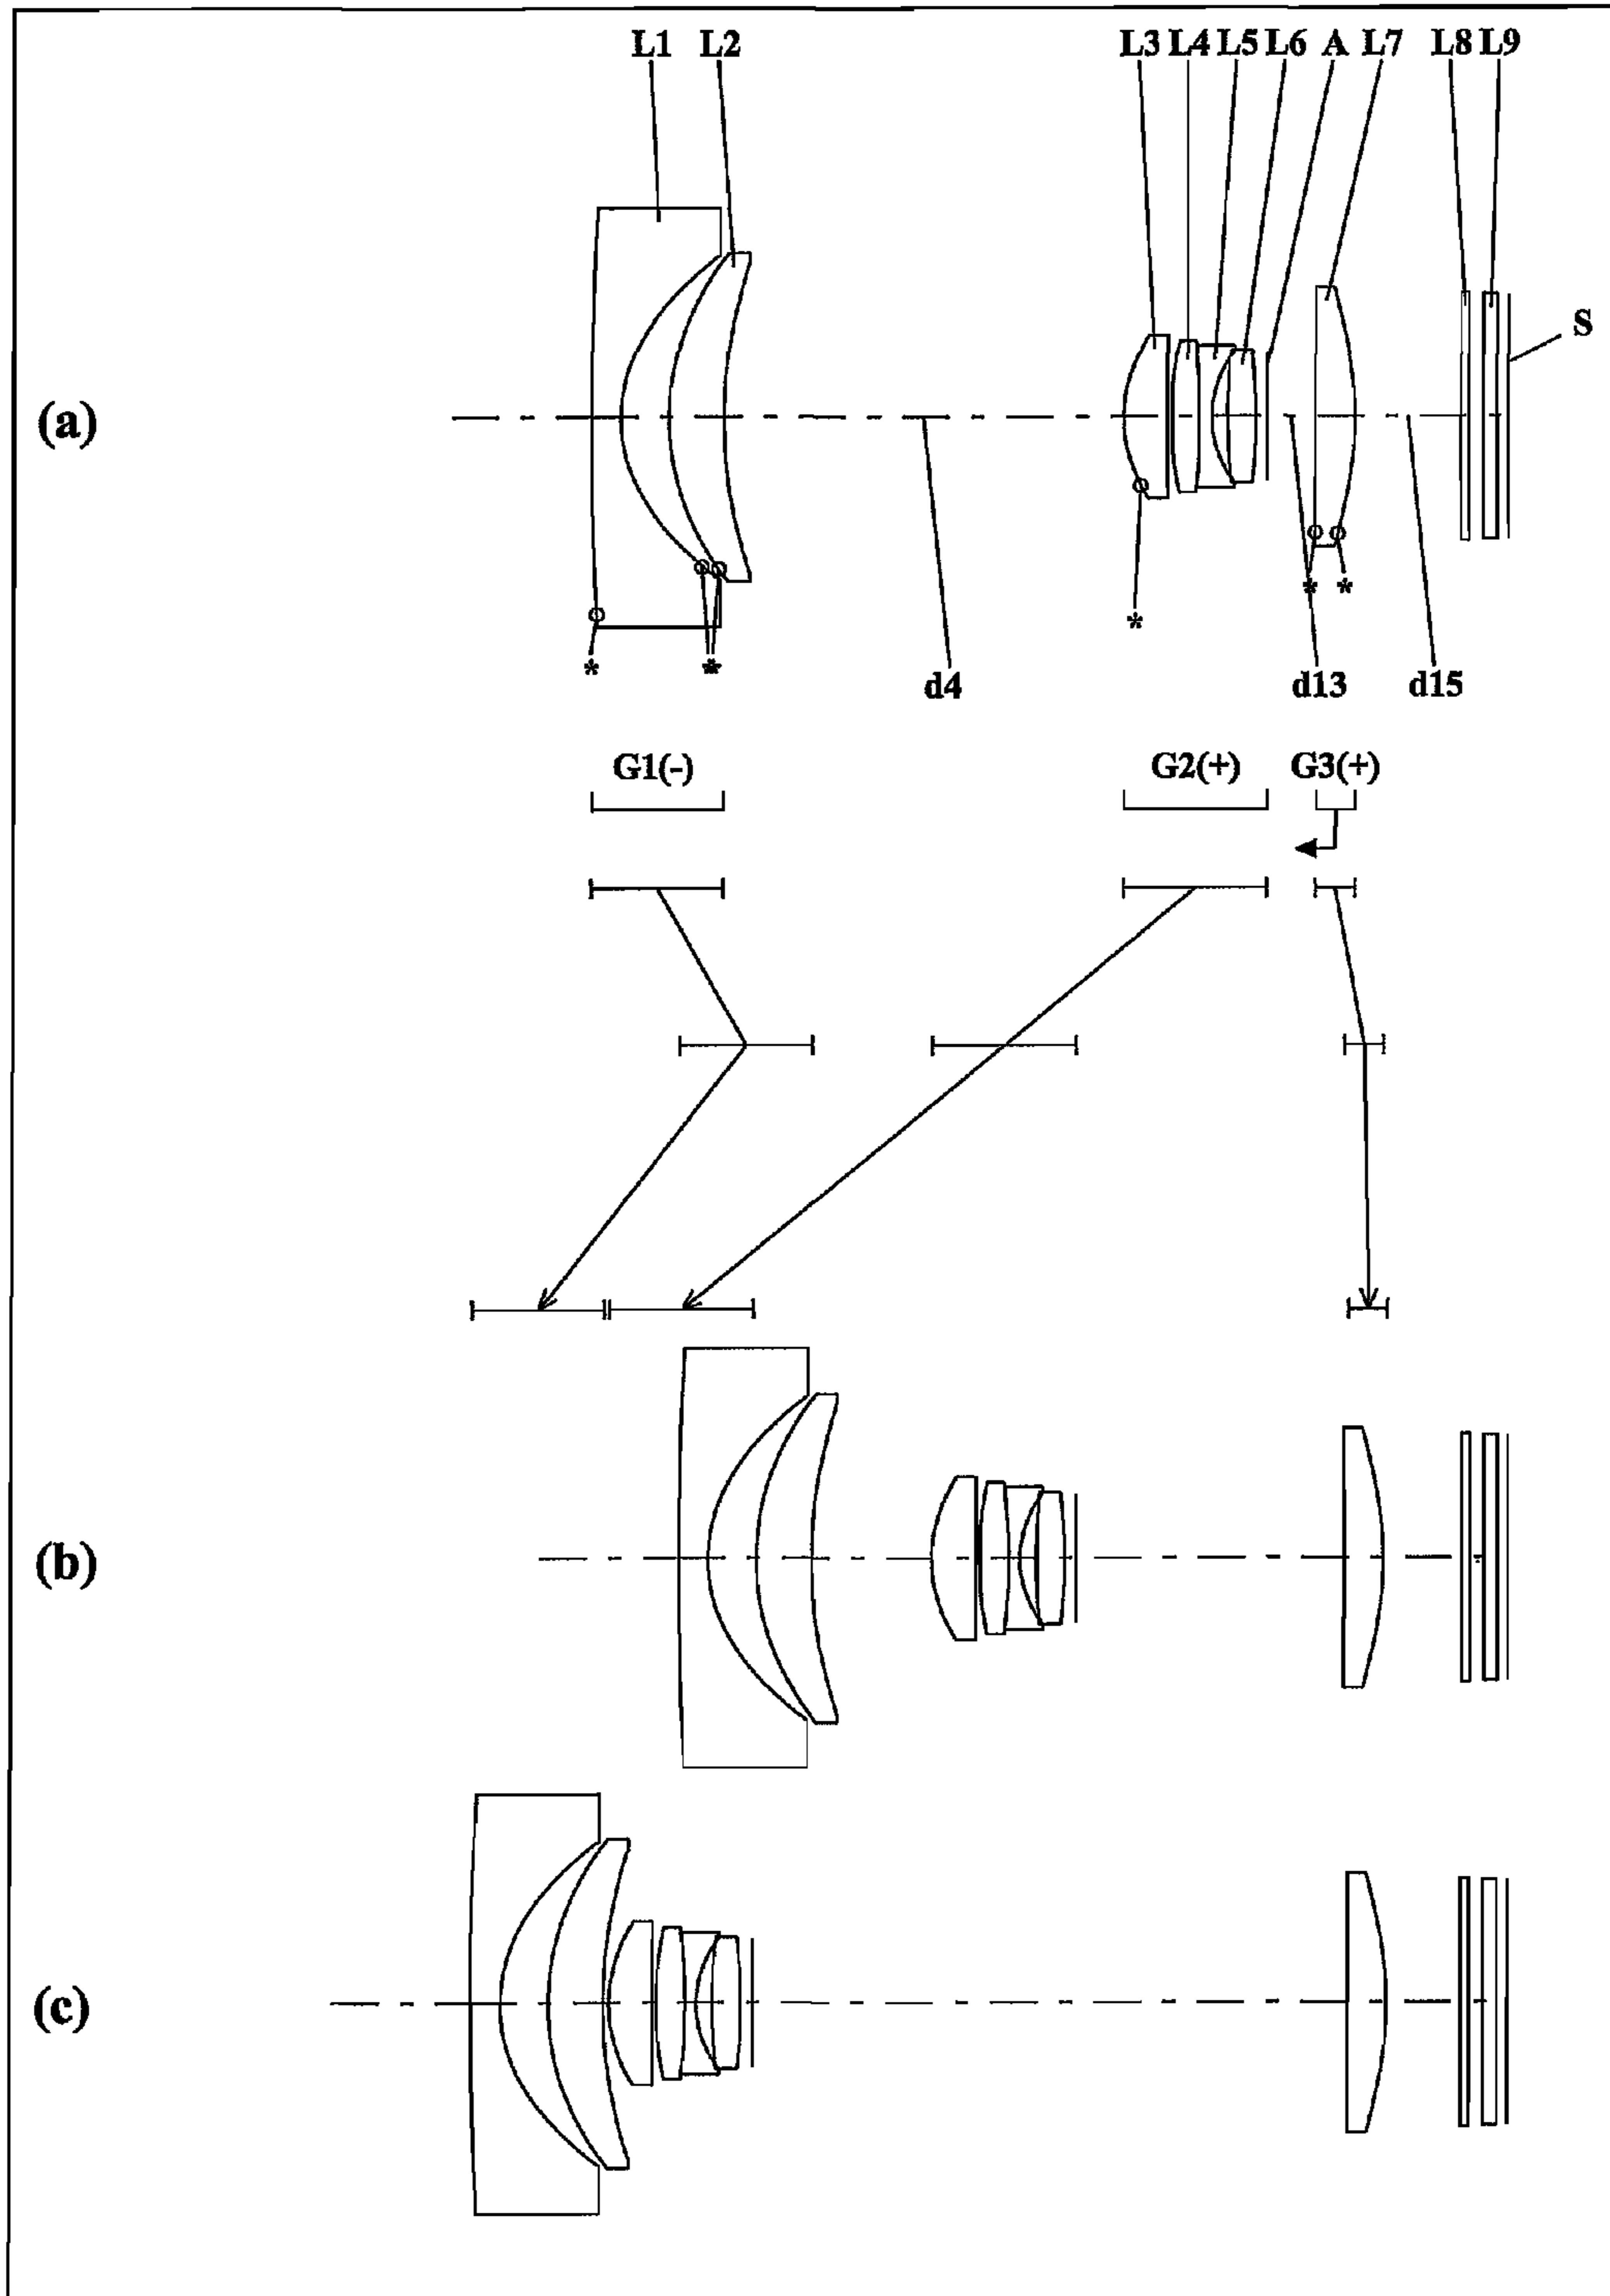 L1 L2 L3 L4 L5 L6 A L7 L8 L9
S
(a)
* * * * *
*
d4 d13 d15
G1(-) G2(+) G3(+)
(b)
(c)